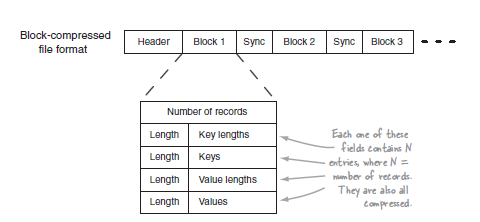 Block-compressed
file format
Header Block 1 Sync Block 2 Sync Block 3
Number of records
Length Key lengths
Length Keys
Length Value lengths
Length Values
Each one of these
fields contains N
entries, where N =
number of records.
They are also all
compressed.